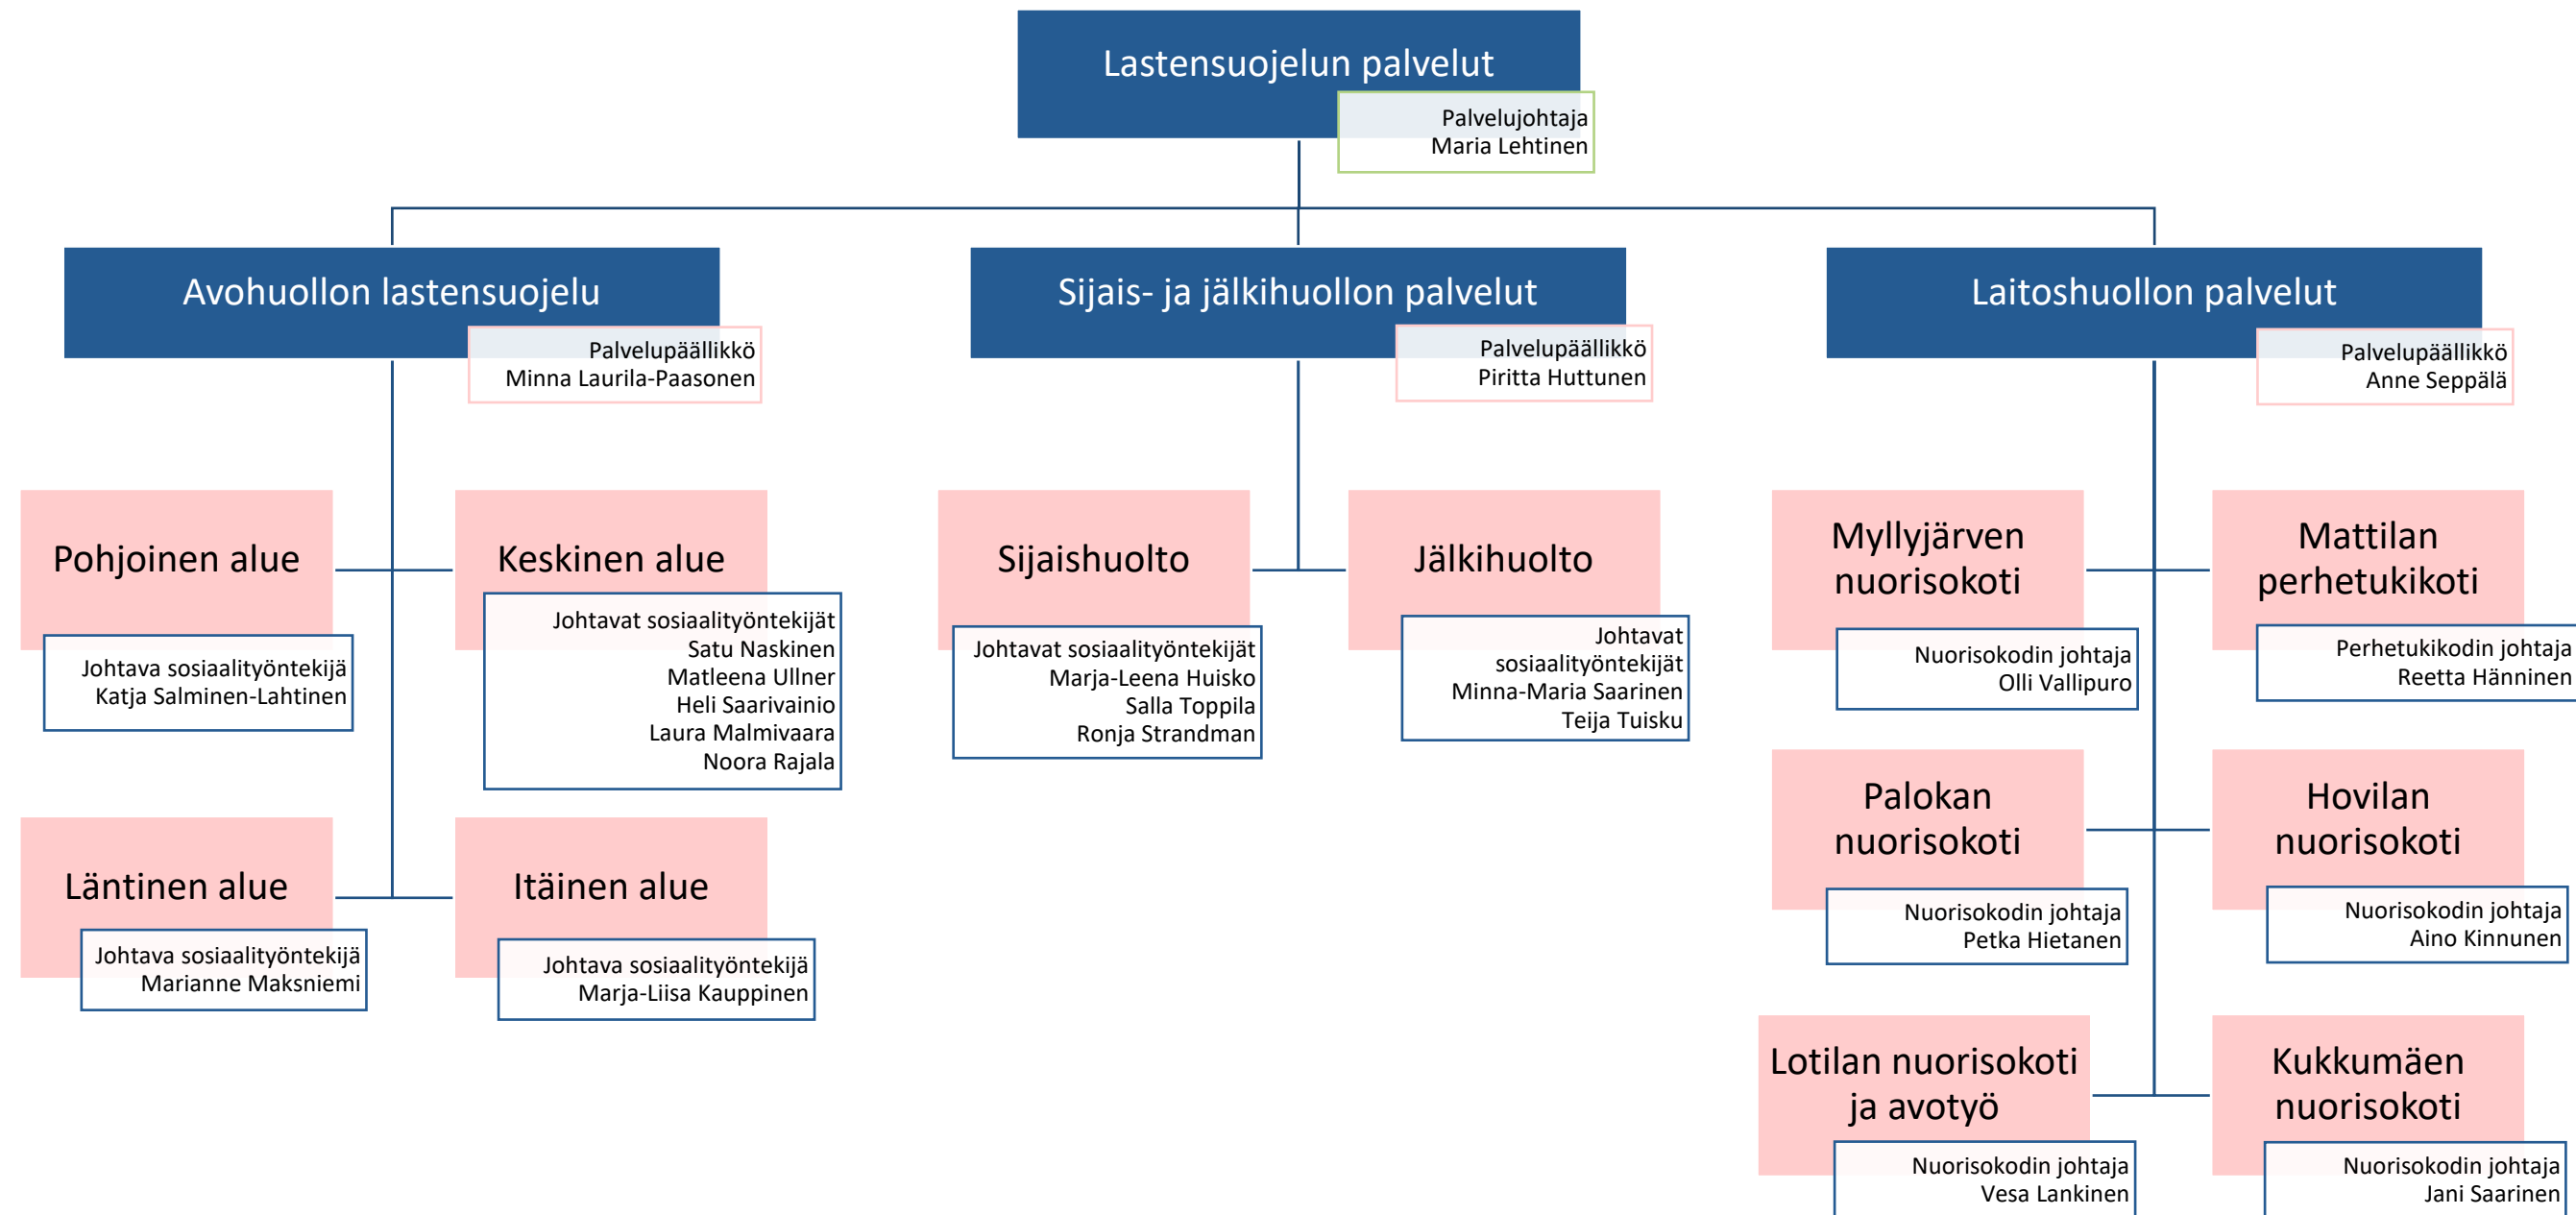 Lastensuojelun palvelut
Palvelujohtaja
Maria Lehtinen
Avohuollon lastensuojelu
Palvelupäällikkö
Minna Laurila-Paasonen
Pohjoinen alue
Johtava sosiaalityöntekijä
Katja Salminen-Lahtinen
Keskinen alue
Johtavat sosiaalityöntekijät
Satu Naskinen
Matleena Ullner
Heli Saarivainio
Laura Malmivaara
Noora Rajala
Läntinen alue
Johtava sosiaalityöntekijä
Marianne Maksniemi
Itäinen alue
Johtava sosiaalityöntekijä
Marja-Liisa Kauppinen
Sijais- ja jälkihuollon palvelut
Palvelupäällikkö
Piritta Huttunen
Sijaishuolto
Johtavat sosiaalityöntekijät
Marja-Leena Huisko
Salla Toppila
Ronja Strandman
Jälkihuolto
Johtavat
sosiaalityöntekijät
Minna-Maria Saarinen
Teija Tuisku
Laitoshuollon palvelut
Palvelupäällikkö
Anne Seppälä
Myllyjärven
nuorisokoti
Nuorisokodin johtaja
Olli Vallipuro
Mattilan
perhetukikoti
Perhetukikodin johtaja
Reetta Hänninen
Palokan
nuorisokoti
Nuorisokodin johtaja
Petka Hietanen
Hovilan
nuorisokoti
Nuorisokodin johtaja
Aino Kinnunen
Lotilan nuorisokoti
ja avotyö
Nuorisokodin johtaja
Vesa Lankinen
Kukkumäen
nuorisokoti
Nuorisokodin johtaja
Jani Saarinen